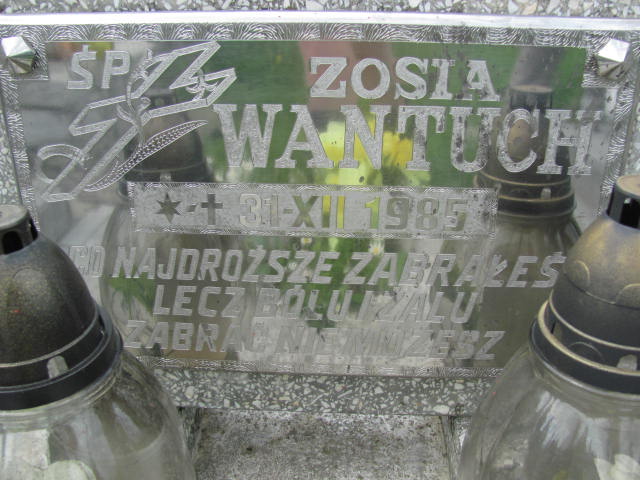 ŚP ZOSIA
WANTUCH
*-+ 31-XII 1985
CO NAJDROŻSZE ZABRAŁEŚ
LECZ BÓLU I ŻALU
ZABRAĆ NIE MOŻESZ